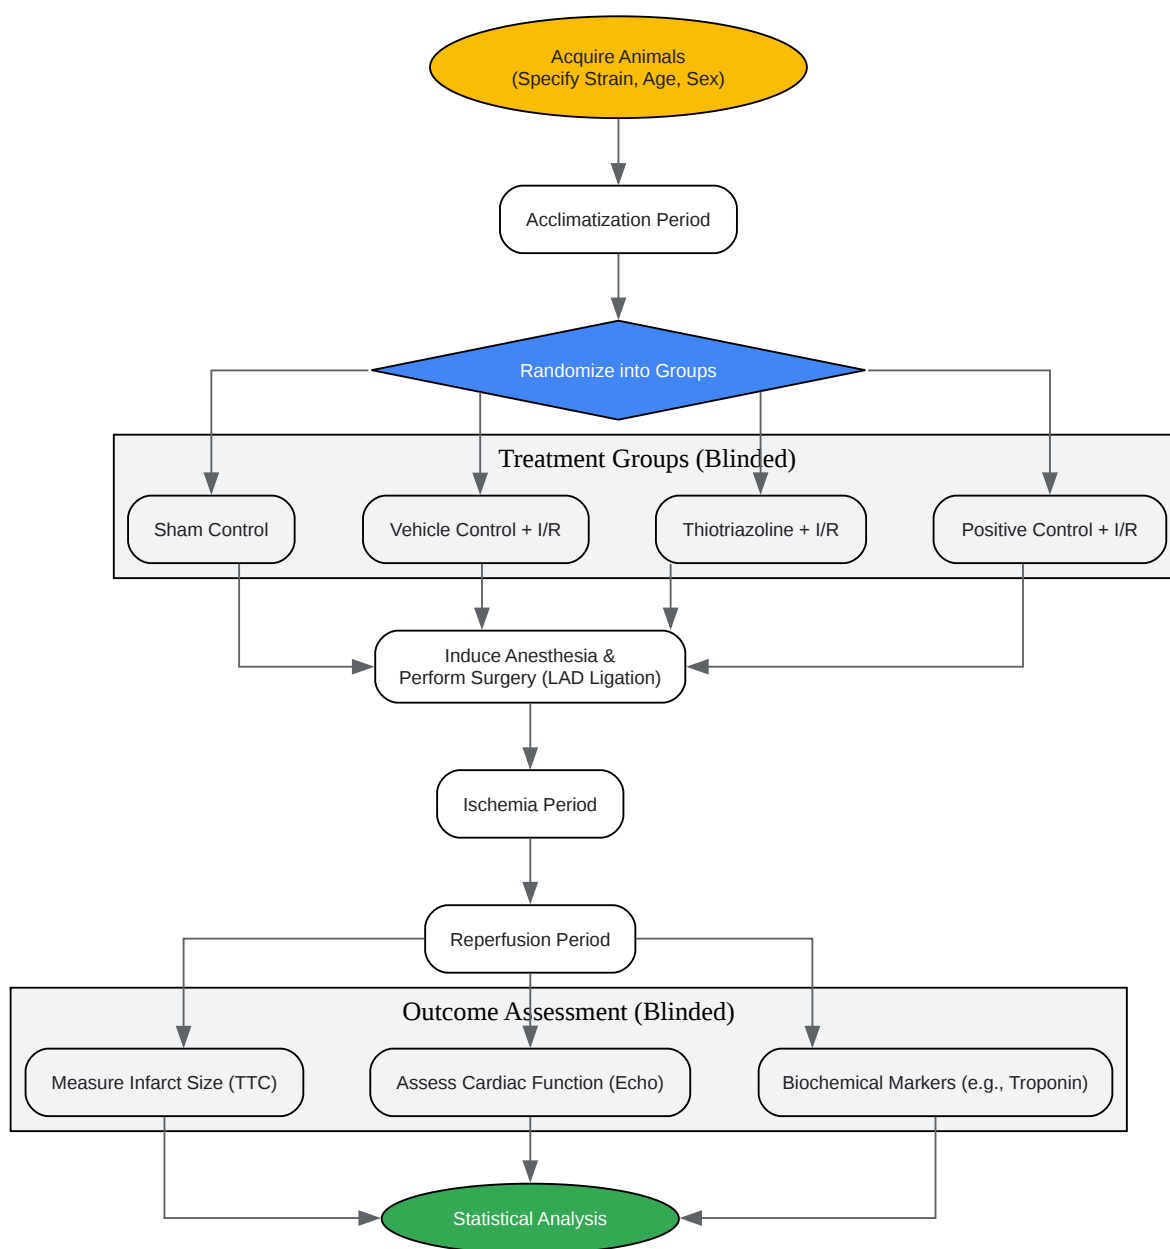 Acquire Animals
(Specify Strain, Age, Sex)
Acclimatization Period
Randomize into Groups
Treatment Groups (Blinded)
Sham Control
Vehicle Control + I/R
Thiotriazoline + I/R
Positive Control + I/R
Induce Anesthesia &
Perform Surgery (LAD Ligation)
Ischemia Period
Reperfusion Period
Outcome Assessment (Blinded)
Measure Infarct Size (TTC)
Assess Cardiac Function (Echo)
Biochemical Markers (e.g., Troponin)
Statistical Analysis